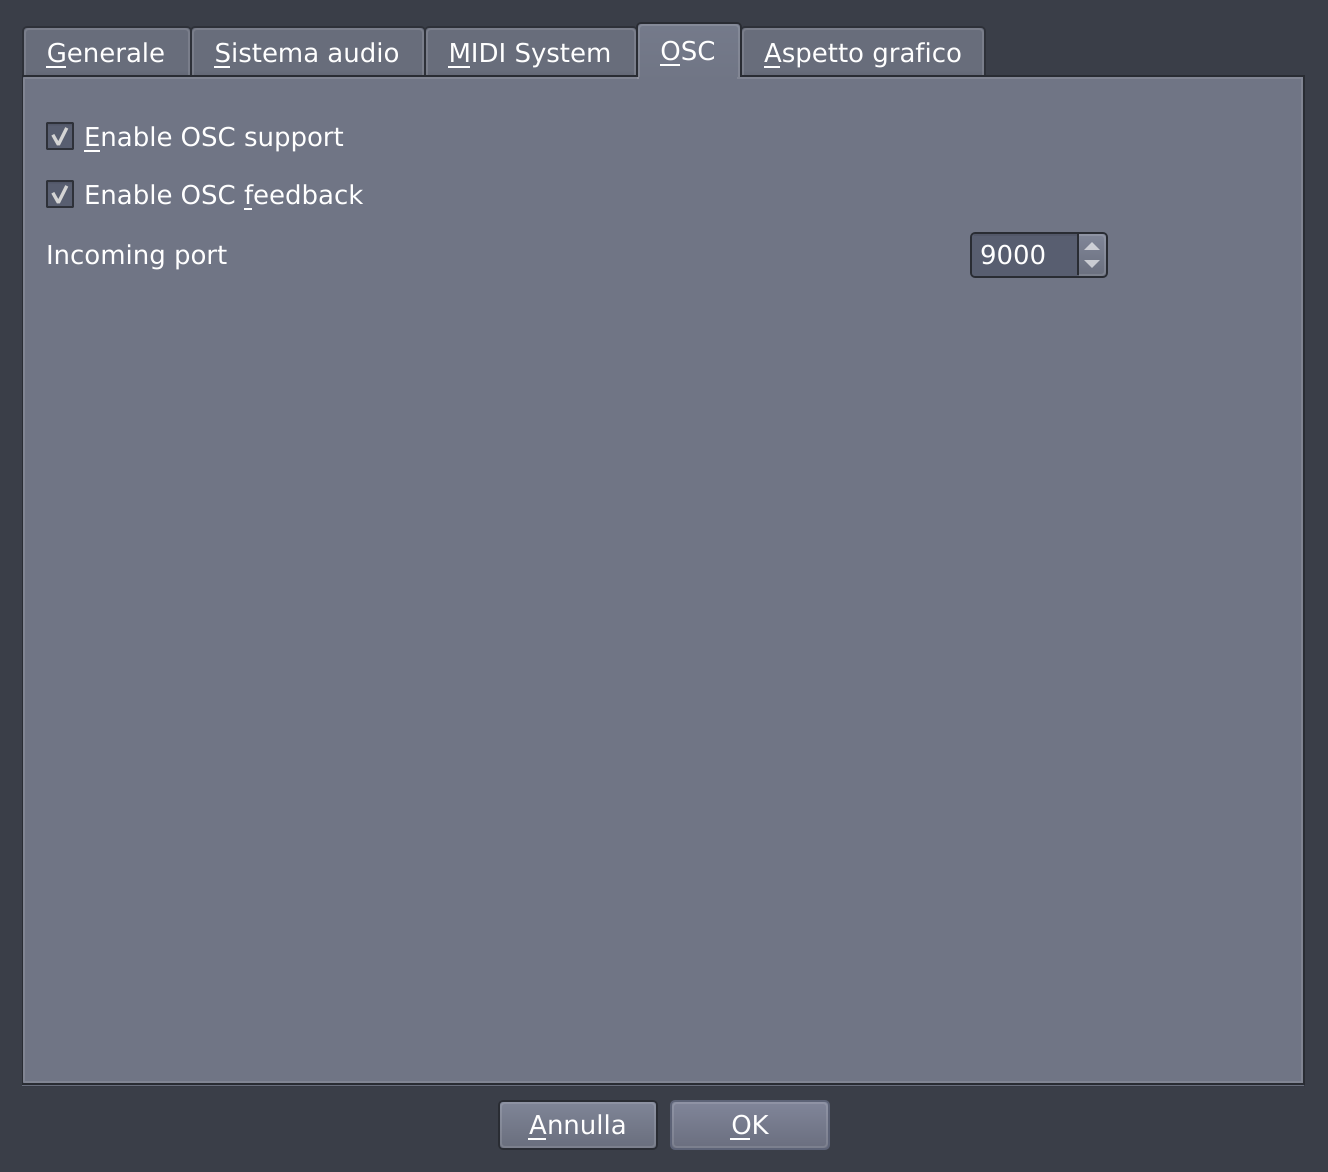 Generale Sistema audio MIDI System OSC Aspetto grafico
Enable OSC support
Enable OSC feedback
Incoming port 9000
Annulla OK